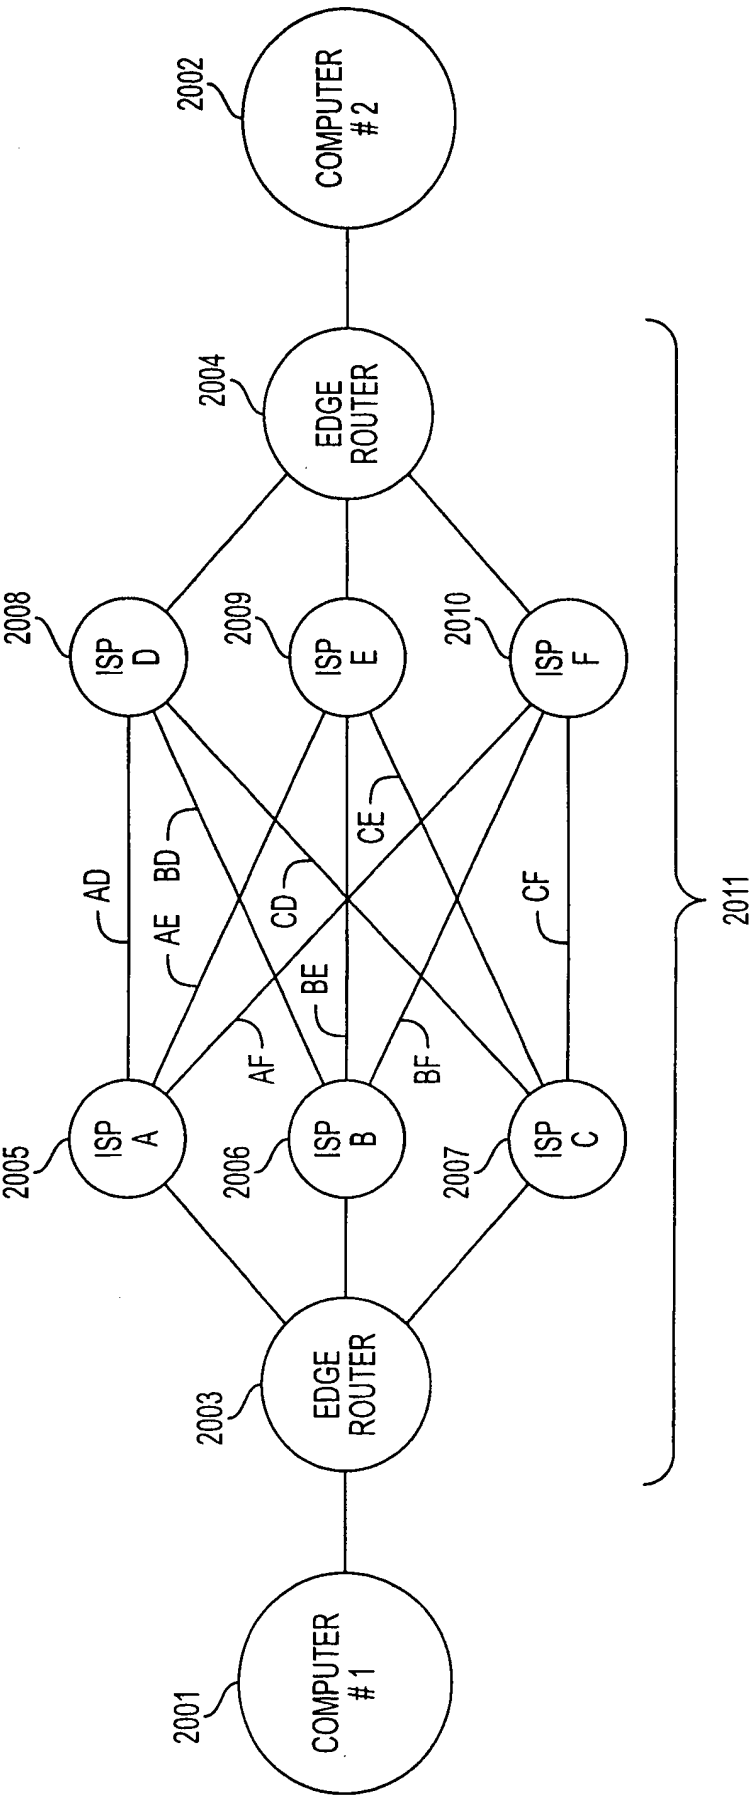 2001
COMPUTER
#1
2003
EDGE
ROUTER
2005
ISP
A
2006
ISP
B
2007
ISP
C
AD
BD
AE
AF
CD
BE
CE
BF
CF
2008
ISP
D
2009
ISP
E
2010
ISP
F
2004
EDGE
ROUTER
2002
COMPUTER
#2
2011